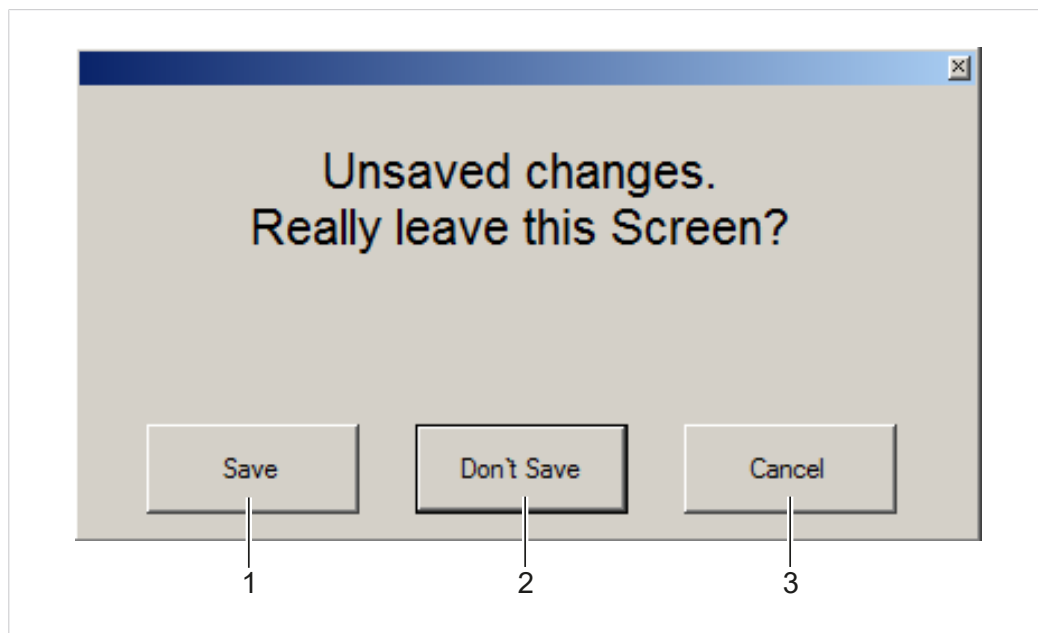 Unsaved changes.
Really leave this Screen?
Save
Don't Save
Cancel
1
2
3